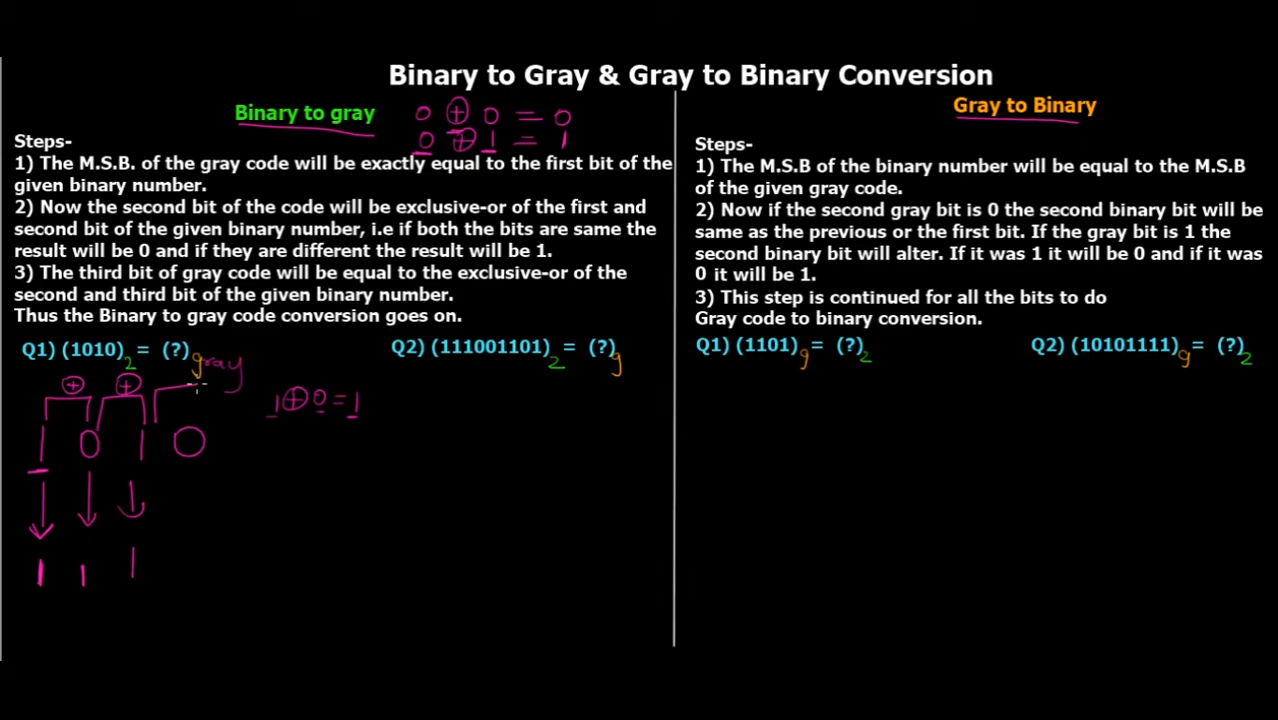 Binary to Gray & Gray to Binary Conversion
Binary to gray
0 ⊕ 0 = 0
0 ⊕ 1 = 1
Steps-
1) The M.S.B. of the gray code will be exactly equal to the first bit of the
given binary number.
2) Now the second bit of the code will be exclusive-or of the first and
second bit of the given binary number, i.e if both the bits are same the
result will be 0 and if they are different the result will be 1.
3) The third bit of gray code will be equal to the exclusive-or of the
second and third bit of the given binary number.
Thus the Binary to gray code conversion goes on.
Q1) (1010)2 = (?)gray
Q2) (111001101)2 = (?)g
⊕ ⊕
1 ⊕ 0 = 1
1 0 1 0
1 1 1
Gray to Binary
Steps-
1) The M.S.B of the binary number will be equal to the M.S.B
of the given gray code.
2) Now if the second gray bit is 0 the second binary bit will be
same as the previous or the first bit. If the gray bit is 1 the
second binary bit will alter. If it was 1 it will be 0 and if it was
0 it will be 1.
3) This step is continued for all the bits to do
Gray code to binary conversion.
Q1) (1101)g = (?)2
Q2) (10101111)g = (?)2